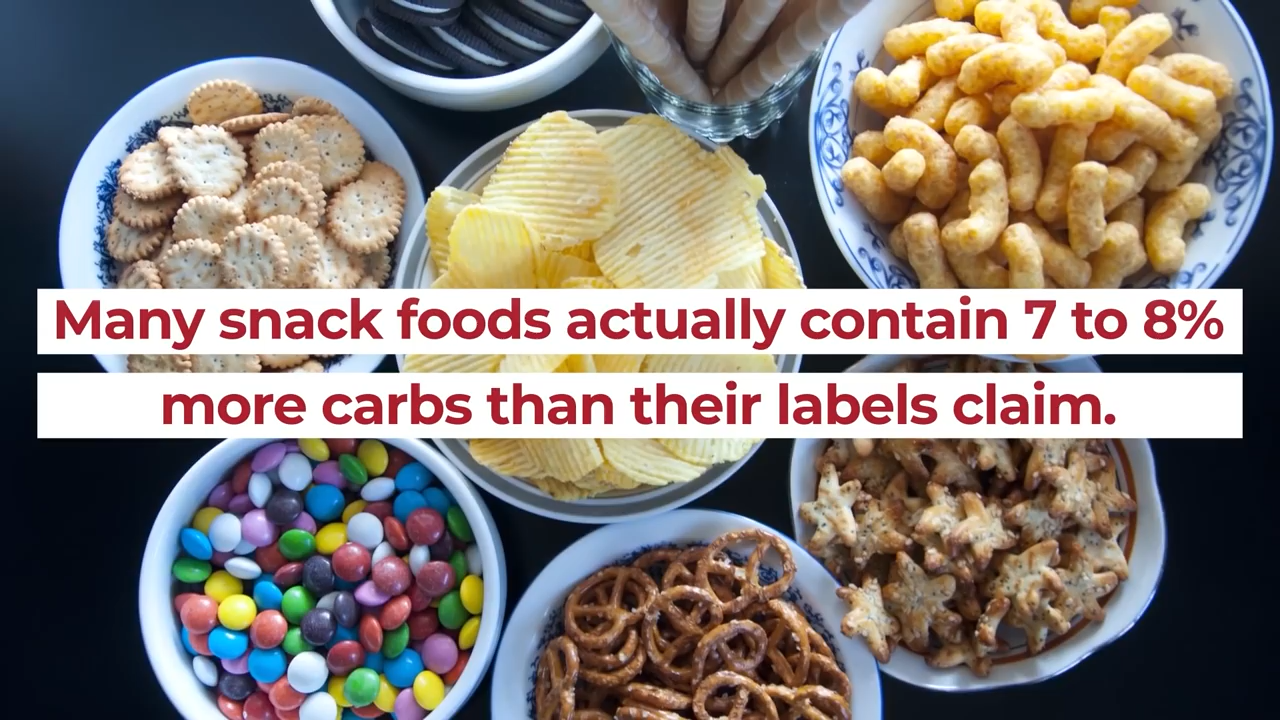 Many snack foods actually contain 7 to 8%
more carbs than their labels claim.